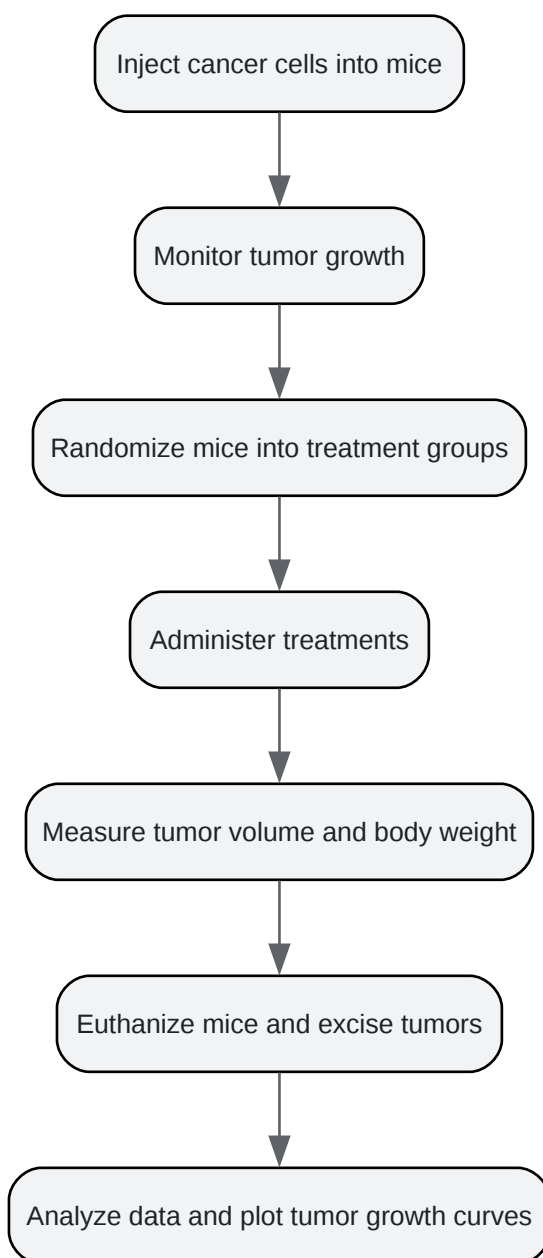 Inject cancer cells into mice
Monitor tumor growth
Randomize mice into treatment groups
Administer treatments
Measure tumor volume and body weight
Euthanize mice and excise tumors
Analyze data and plot tumor growth curves